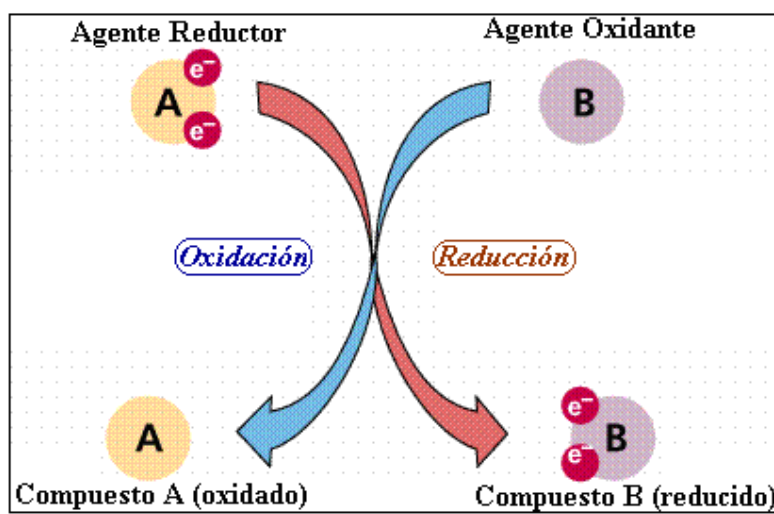 Agente Reductor
Agente Oxidante
e⁻
A
e⁻
B
Oxidación
Reducción
A
e⁻
B
e⁻
Compuesto A (oxidado)
Compuesto B (reducido)